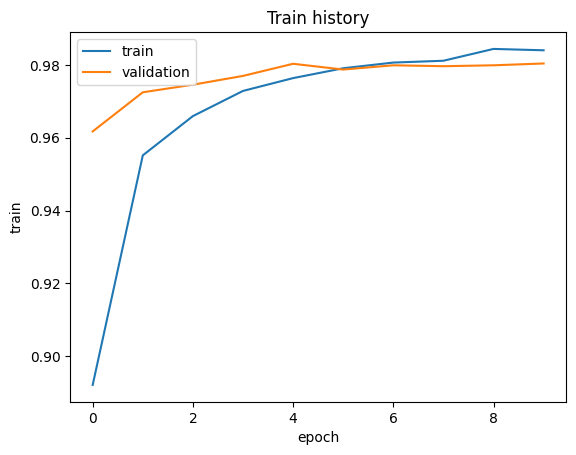 Train history
train
validation
0.98
0.96
0.94
0.92
0.90
train
0
2
4
6
8
epoch